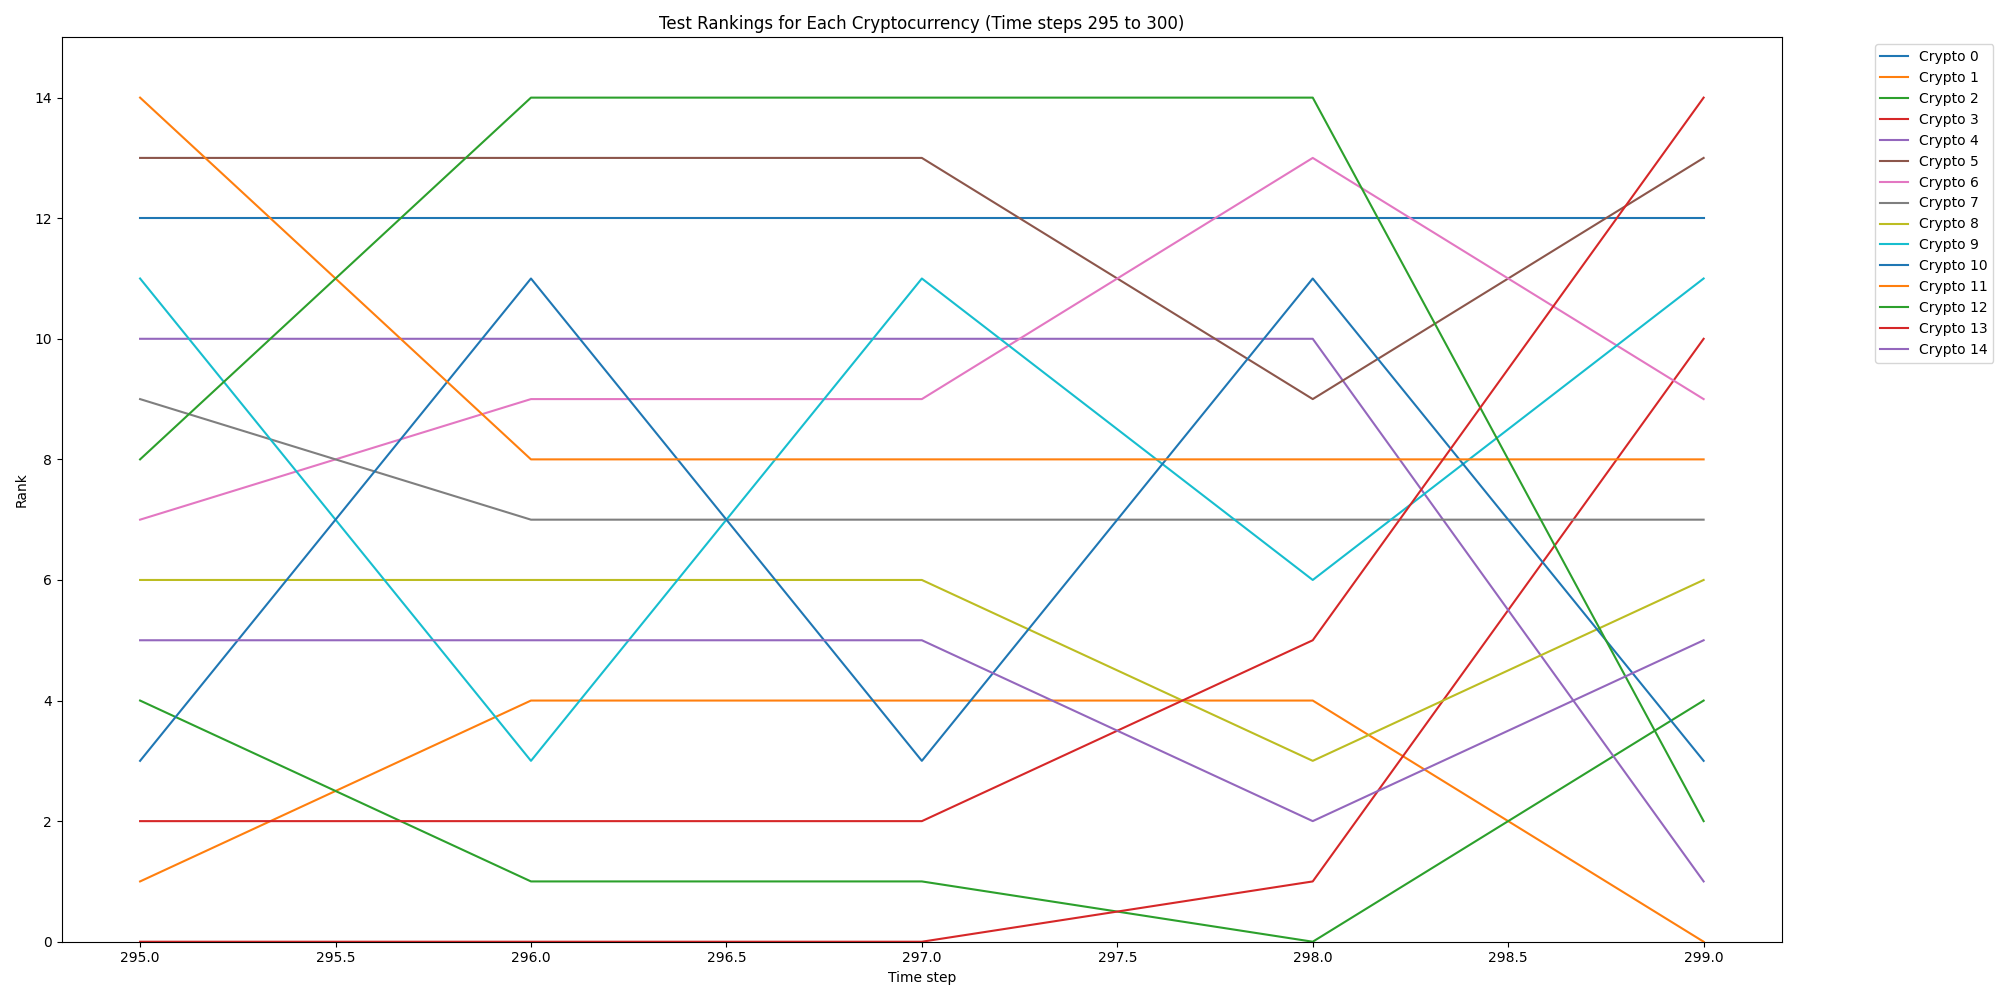 Test Rankings for Each Cryptocurrency (Time steps 295 to 300)
Rank
14
12
10
8
6
4
2
0
295.0 295.5 296.0 296.5 297.0 297.5 298.0 298.5 299.0
Time step
Crypto 0
Crypto 1
Crypto 2
Crypto 3
Crypto 4
Crypto 5
Crypto 6
Crypto 7
Crypto 8
Crypto 9
Crypto 10
Crypto 11
Crypto 12
Crypto 13
Crypto 14